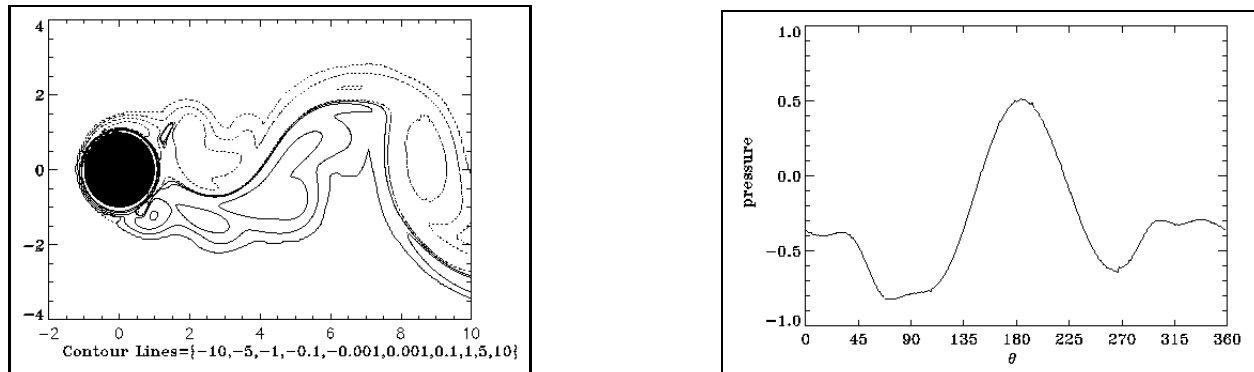 4
2
0
−2
−4
−2 0 2 4 6 8 10
Contour Lines={−10,−5,−1,−0.1,−0.001,0.001,0.1,1,5,10}
1.0
0.5
0.0
−0.5
−1.0
pressure
0 45 90 135 180 225 270 315 360
θ